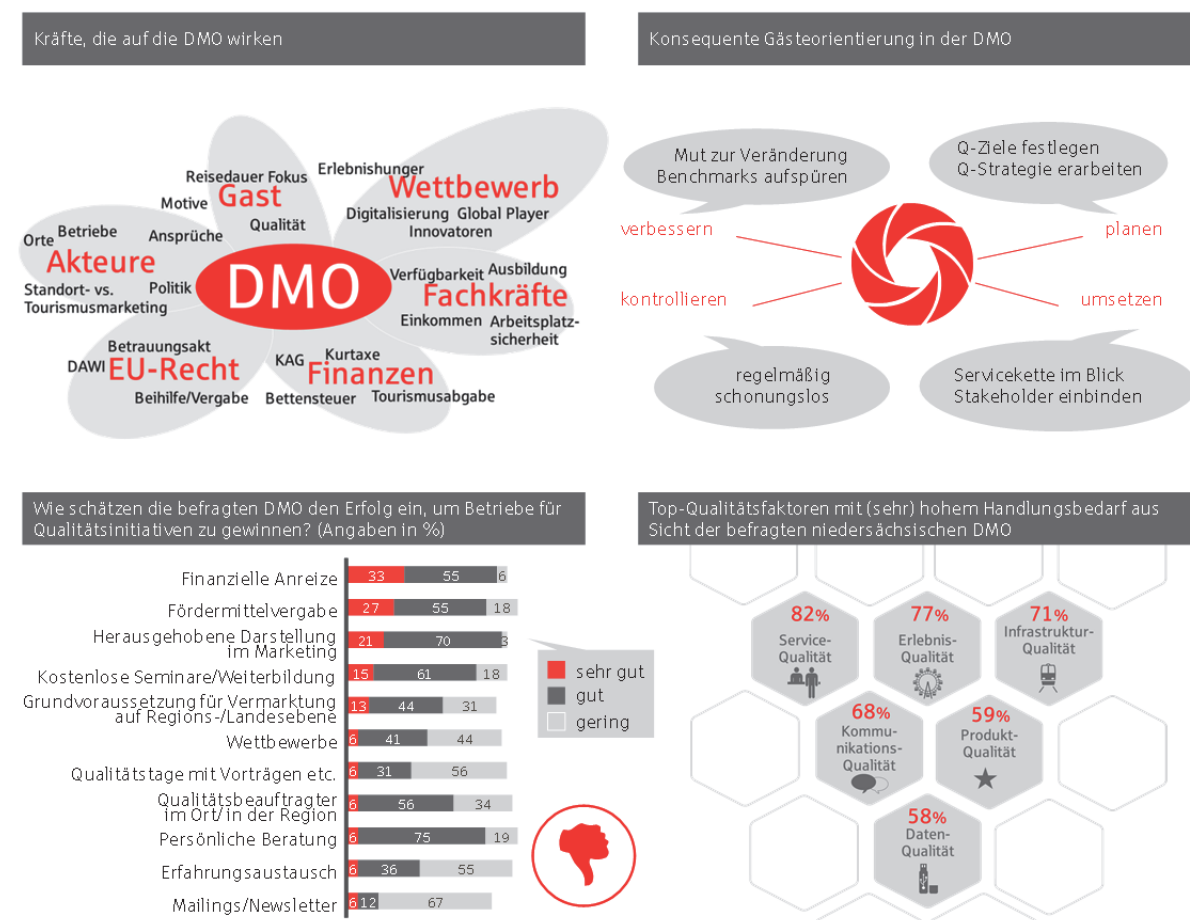 Kräfte, die auf die DMO wirken
Reisedauer Fokus
Gast
Motive
Qualität
Ansprüche
Erlebnishunger
Wettbewerb
Digitalisierung Global Player
Innovatoren
Orte
Betriebe
Akteure
Standort- vs.
Tourismusmarketing
Politik
DMO
Verfügbarkeit
Ausbildung
Fachkräfte
Einkommen
Arbeitsplatz-
sicherheit
Betrauungsakt
DAWI
EU-Recht
Beihilfe/Vergabe
KAG
Kurtaxe
Finanzen
Bettensteuer
Tourismusabgabe
Konsequente Gästeorientierung in der DMO
Mut zur Veränderung
Benchmarks aufspüren
Q-Ziele festlegen
Q-Strategie erarbeiten
verbessern
planen
kontrollieren
umsetzen
regelmäßig
schonungslos
Servicekette im Blick
Stakeholder einbinden
Wie schätzen die befragten DMO den Erfolg ein, um Betriebe für
Qualitätsinitiativen zu gewinnen? (Angaben in %)
Finanzielle Anreize 33 55 6
Fördermittelvergabe 27 55 18
Herausgehobene Darstellung
im Marketing 21 70 3
Kostenlose Seminare/Weiterbildung 15 61 18
Grundvoraussetzung für Vermarktung
auf Regions-/Landesebene 13 44 31
Wettbewerbe 6 41 44
Qualitätstage mit Vorträgen etc. 6 31 56
Qualitätsbeauftragter
im Ort/ in der Region 6 56 34
Persönliche Beratung 6 75 19
Erfahrungsaustausch 6 36 55
Mailings/Newsletter 6 12 67
sehr gut
gut
gering
Top-Qualitätsfaktoren mit (sehr) hohem Handlungsbedarf aus
Sicht der befragten niedersächsischen DMO
82%
Service-
Qualität
77%
Erlebnis-
Qualität
71%
Infrastruktur-
Qualität
68%
Kommu-
nikations-
Qualität
59%
Produkt-
Qualität
58%
Daten-
Qualität